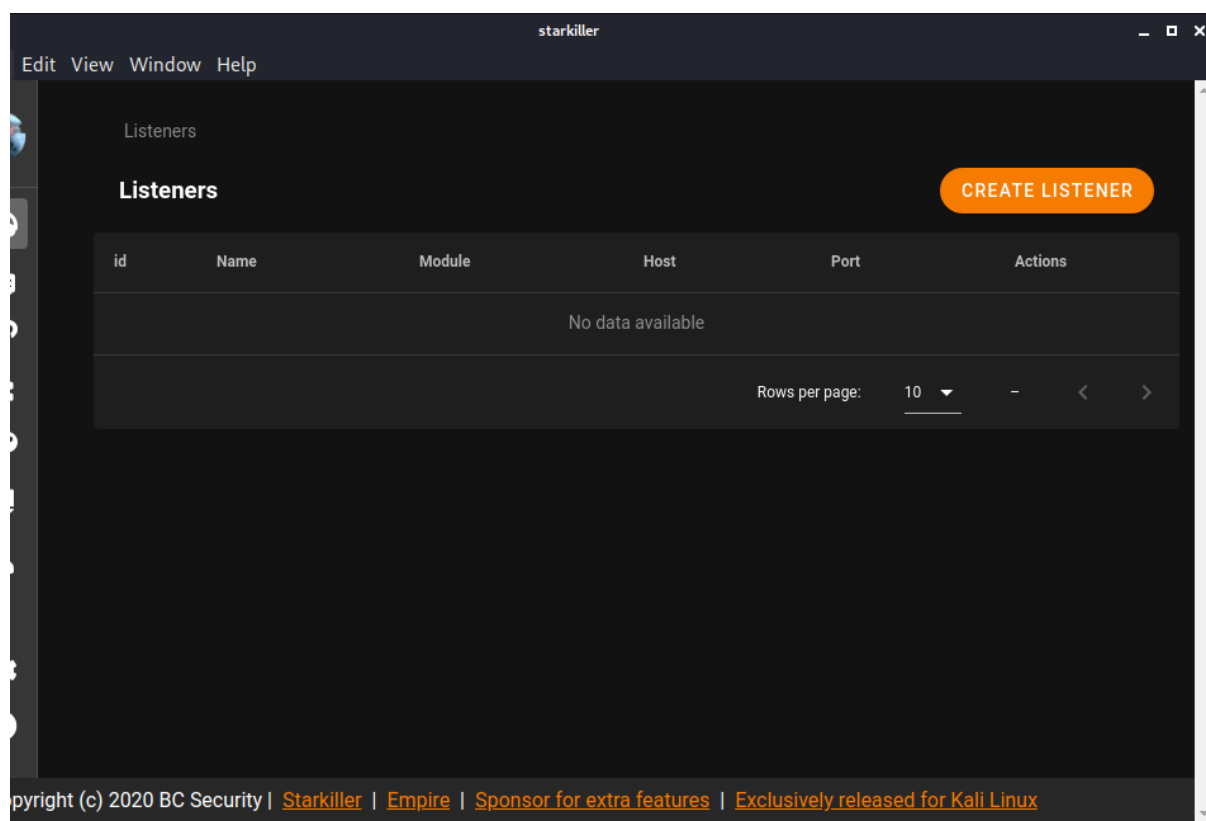 starkiller
Edit View Window Help
Listeners
Listeners
CREATE LISTENER
id Name Module Host Port Actions
No data available
Rows per page: 10 –
pyright (c) 2020 BC Security | Starkiller | Empire | Sponsor for extra features | Exclusively released for Kali Linux